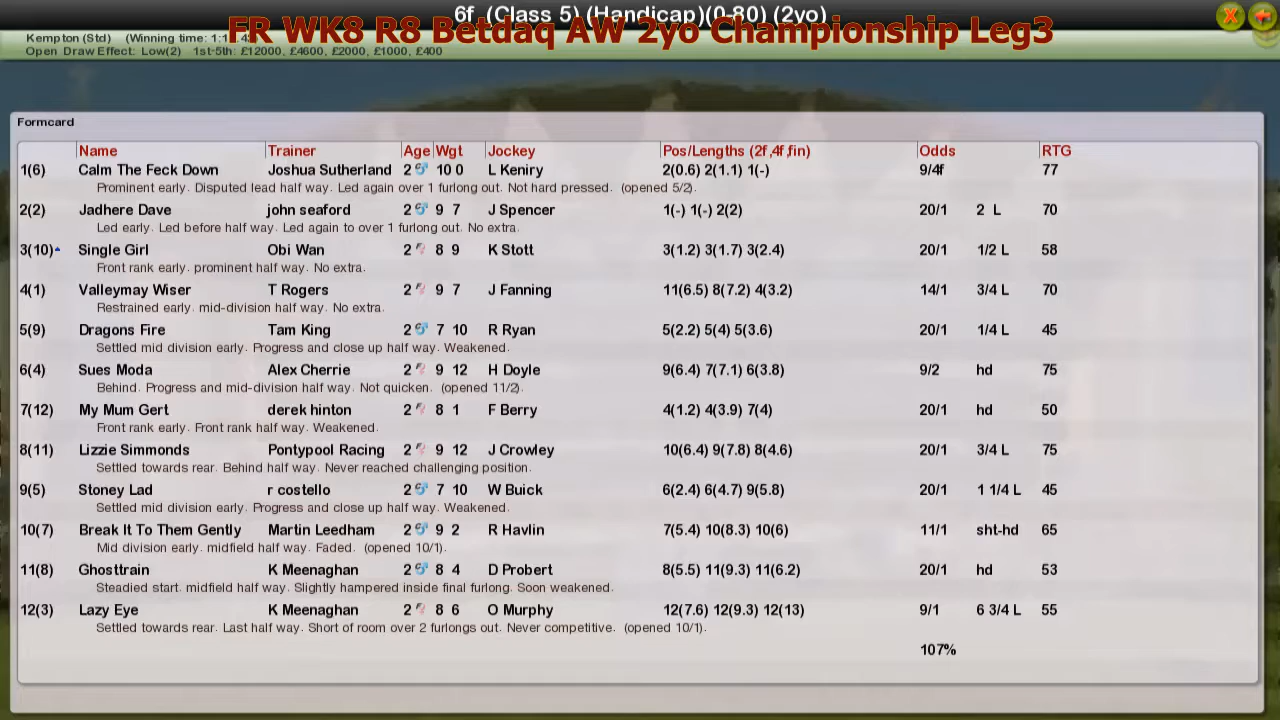 6f (Class 5) (Handicap)(0-80) (2yo)
FR WK8 R8 Betdaq AW 2yo Championship Leg3
Kempton (Std) (Winning time:
Open Draw Effect: Low(2) 1st-5th: £12000, £4600, £2000, £1000, £400
Formcard
Name Trainer Age Wgt Jockey Pos/Lengths (2f,4f,fin) Odds RTG
1(6) Calm The Feck Down Joshua Sutherland 2 10 0 L Keniry 2(0.6) 2(1.1) 1(-) 9/4f 77
Prominent early. Disputed lead half way. Led again over 1 furlong out. Not hard pressed. (opened 5/2).
2(2) Jadhere Dave john seaford 2 9 7 J Spencer 1(-) 1(-) 2(2) 20/1 2 L 70
Led early. Led before half way. Led again to over 1 furlong out. No extra.
3(10) Single Girl Obi Wan 2 8 9 K Stott 3(1.2) 3(1.7) 3(2.4) 20/1 1/2 L 58
Front rank early. prominent half way. No extra.
4(1) Valleymay Wiser T Rogers 2 9 7 J Fanning 11(6.5) 8(7.2) 4(3.2) 14/1 3/4 L 70
Restrained early. mid-division half way. No extra.
5(9) Dragons Fire Tam King 2 7 10 R Ryan 5(2.2) 5(4) 5(3.6) 20/1 1/4 L 45
Settled mid division early. Progress and close up half way. Weakened.
6(4) Sues Moda Alex Cherrie 2 9 12 H Doyle 9(6.4) 7(7.1) 6(3.8) 9/2 hd 75
Behind. Progress and mid-division half way. Not quicken. (opened 11/2).
7(12) My Mum Gert derek hinton 2 8 1 F Berry 4(1.2) 4(3.9) 7(4) 20/1 hd 50
Front rank early. Front rank half way. Weakened.
8(11) Lizzie Simmonds Pontypool Racing 2 9 12 J Crowley 10(6.4) 9(7.8) 8(4.6) 20/1 3/4 L 75
Settled towards rear. Behind half way. Never reached challenging position.
9(5) Stoney Lad r costello 2 7 10 W Buick 6(2.4) 6(4.7) 9(5.8) 20/1 1 1/4 L 45
Settled mid division early. Progress and close up half way. Weakened.
10(7) Break It To Them Gently Martin Leedham 2 9 2 R Havlin 7(5.4) 10(8.3) 10(6) 11/1 sht-hd 65
Mid division early. midfield half way. Faded. (opened 10/1).
11(8) Ghosttrain K Meenaghan 2 8 4 D Probert 8(5.5) 11(9.3) 11(6.2) 20/1 hd 53
Steadied start. midfield half way. Slightly hampered inside final furlong. Soon weakened.
12(3) Lazy Eye K Meenaghan 2 8 6 O Murphy 12(7.6) 12(9.3) 12(13) 9/1 6 3/4 L 55
Settled towards rear. Last half way. Short of room over 2 furlongs out. Never competitive. (opened 10/1).
107%